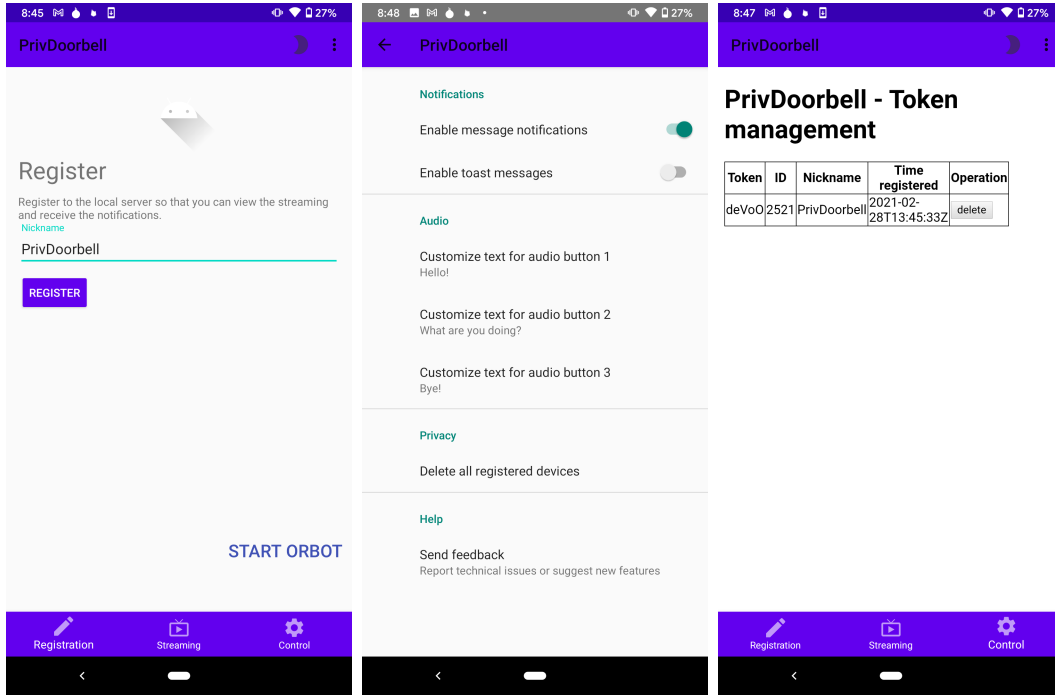 8:45
27%
PrivDoorbell
Register
Register to the local server so that you can view the streaming
and receive the notifications.
Nickname
PrivDoorbell
REGISTER
START ORBOT
Registration
Streaming
Control
8:48
27%
PrivDoorbell
Notifications
Enable message notifications
Enable toast messages
Audio
Customize text for audio button 1
Hello!
Customize text for audio button 2
What are you doing?
Customize text for audio button 3
Bye!
Privacy
Delete all registered devices
Help
Send feedback
Report technical issues or suggest new features
8:47
27%
PrivDoorbell
PrivDoorbell - Token
management
Token ID Nickname Time registered Operation
deVoO 2521 PrivDoorbell 2021-02-28T13:45:33Z delete
Registration
Streaming
Control